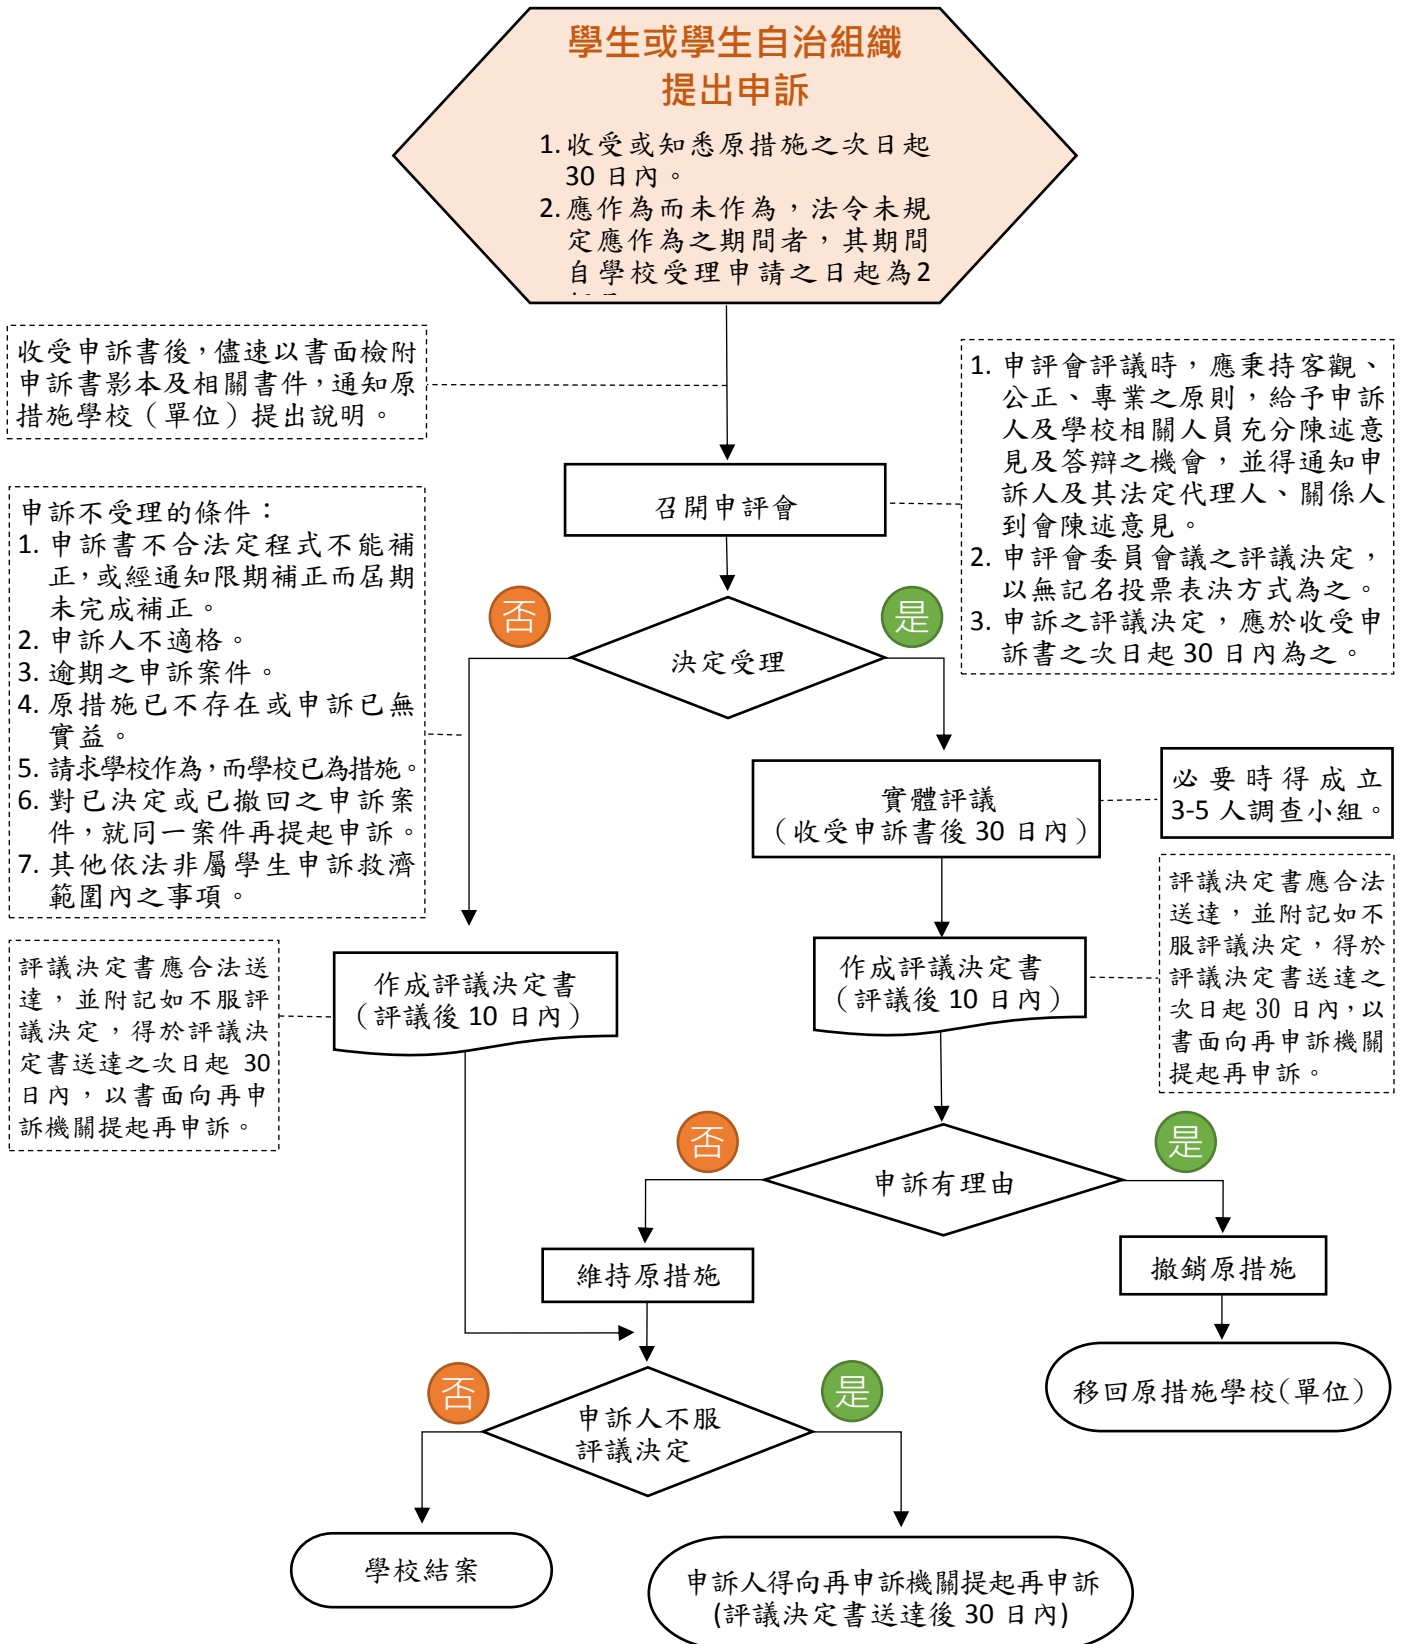 學生或學生自治組織
提出申訴
1. 收受或知悉原措施之次日起
30 日內。
2. 應作為而未作為，法令未規
定應作為之期間者，其期間
自學校受理申請之日起為2
收受申訴書後，儘速以書面檢附
申訴書影本及相關書件，通知原
措施學校（單位）提出說明。
1. 申評會評議時，應秉持客觀、
公正、專業之原則，給予申訴
人及學校相關人員充分陳述意
見及答辯之機會，並得通知申
訴人及其法定代理人、關係人
到會陳述意見。
2. 申評會委員會議之評議決定，
以無記名投票表決方式為之。
3. 申訴之評議決定，應於收受申
訴書之次日起 30 日內為之。
召開申評會
申訴不受理的條件：
1. 申訴書不合法定程式不能補
正，或經通知限期補正而屆期
未完成補正。
2. 申訴人不適格。
3. 逾期之申訴案件。
4. 原措施已不存在或申訴已無
實益。
5. 請求學校作為，而學校已為措施。
6. 對已決定或已撤回之申訴案
件，就同一案件再提起申訴。
7. 其他依法非屬學生申訴救濟
範圍內之事項。
否
是
決定受理
實體評議
（收受申訴書後 30 日內）
必要時得成立
3-5 人調查小組。
評議決定書應合法送
達，並附記如不服評
議決定，得於評議決
定書送達之次日起 30
日內，以書面向再申
訴機關提起再申訴。
作成評議決定書
（評議後 10 日內）
作成評議決定書
（評議後 10 日內）
評議決定書應合法
送達，並附記如不
服評議決定，得於
評議決定書送達之
次日起 30 日內，以
書面向再申訴機關
提起再申訴。
否
是
申訴有理由
維持原措施
撤銷原措施
移回原措施學校(單位）
否
是
申訴人不服
評議決定
學校結案
申訴人得向再申訴機關提起再申訴
(評議決定書送達後 30 日內)